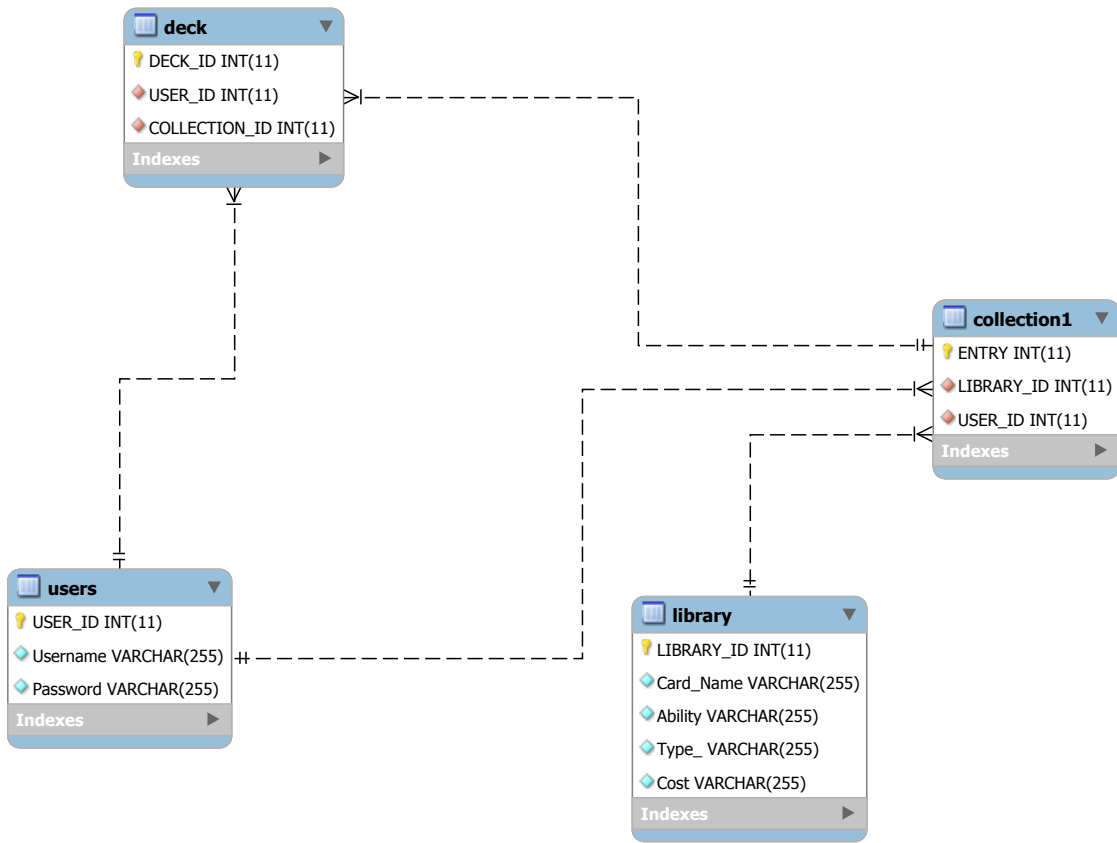 deck
DECK_ID INT(11)
USER_ID INT(11)
COLLECTION_ID INT(11)
Indexes
collection1
ENTRY INT(11)
LIBRARY_ID INT(11)
USER_ID INT(11)
Indexes
users
USER_ID INT(11)
Username VARCHAR(255)
Password VARCHAR(255)
Indexes
library
LIBRARY_ID INT(11)
Card_Name VARCHAR(255)
Ability VARCHAR(255)
Type_ VARCHAR(255)
Cost VARCHAR(255)
Indexes